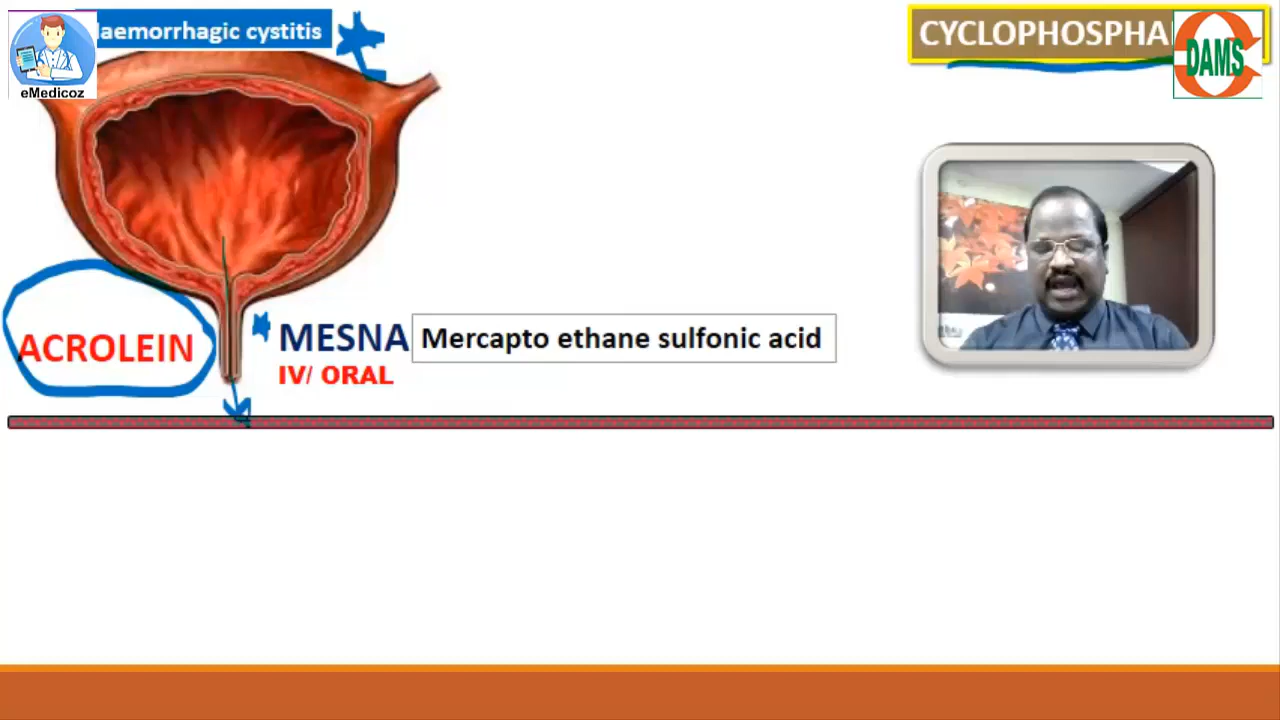 aemorrhagic cystitis
CYCLOPHOSPHA
DAMS
eMedicoz
ACROLEIN
MESNA
Mercapto ethane sulfonic acid
IV/ ORAL